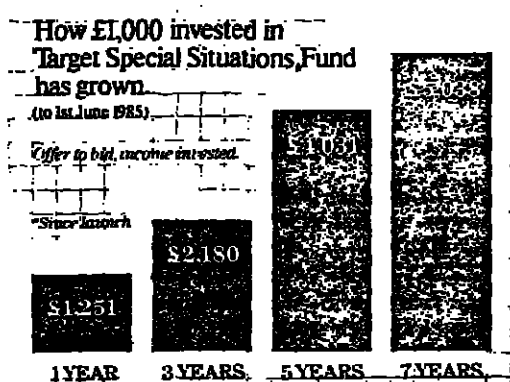 How £1,000 invested in
Target Special Situations Fund
has grown
(to 1st June 1985)
Offer to bid, income invested.
*Since launch
£1,251
£2,180
1 YEAR 3 YEARS 5 YEARS 7 YEARS